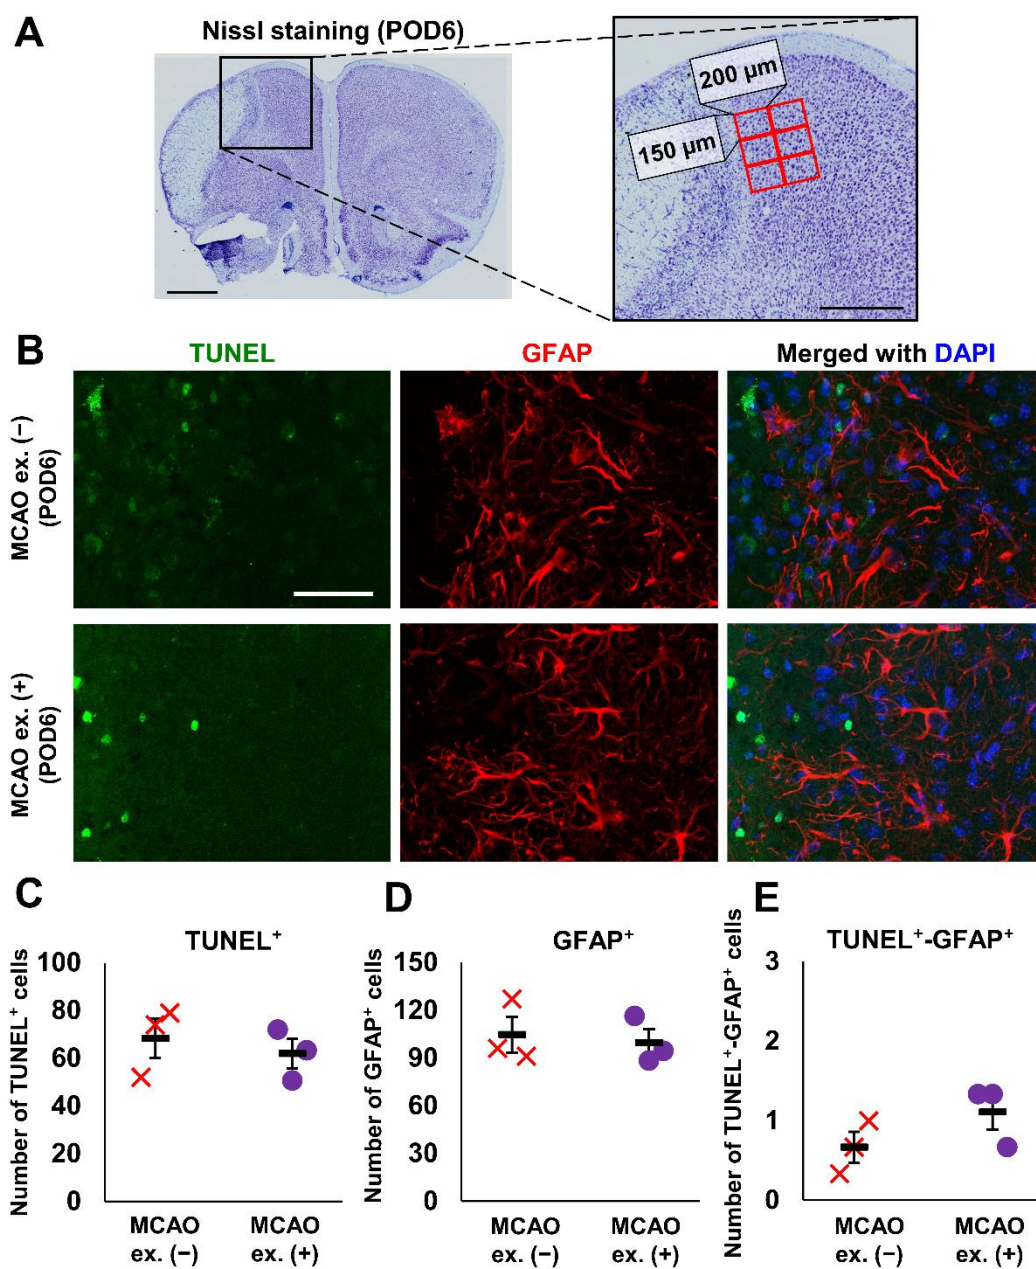 A
Nissl staining (POD6)
200 µm
150 µm
B
TUNEL
GFAP
Merged with DAPI
MCAO ex. (−)
(POD6)
MCAO ex. (+)
(POD6)
C
TUNEL⁺
Number of TUNEL⁺ cells
100
80
60
40
20
0
MCAO
ex. (−)
MCAO
ex. (+)
D
GFAP⁺
Number of GFAP⁺ cells
150
120
90
60
30
0
MCAO
ex. (−)
MCAO
ex. (+)
E
TUNEL⁺-GFAP⁺
Number of TUNEL⁺-GFAP⁺ cells
3
2
1
0
MCAO
ex. (−)
MCAO
ex. (+)